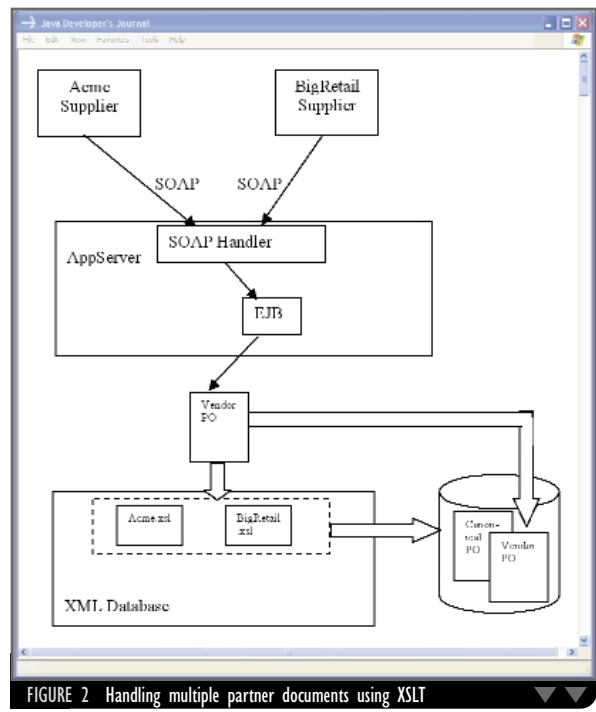 Java Developer's Journal
File Edit View Favorites Tools Help
Acme
Supplier
BigRetail
Supplier
SOAP
SOAP
SOAP Handler
AppServer
EJB
Vendor
PO
Acme.xsl
BigRetail
.xsl
Canon-
ical
PO
Vendor
PO
XML Database
FIGURE 2 Handling multiple partner documents using XSLT